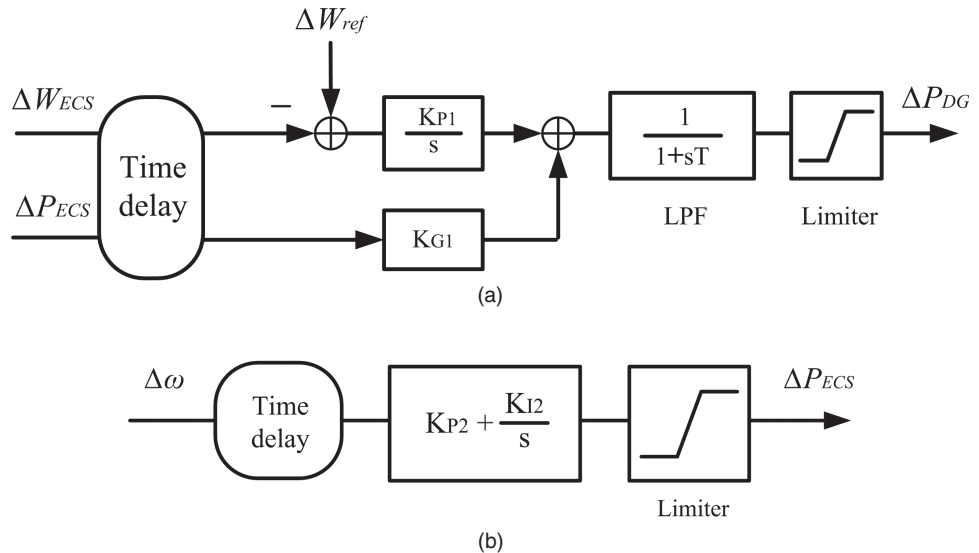 ΔWref
ΔWECS
−
KP1
s
1
1+sT
ΔPDG
Time
delay
ΔPECS
KG1
LPF
Limiter
(a)
Δω
Time
delay
KP2 + KI2
s
ΔPECS
Limiter
(b)